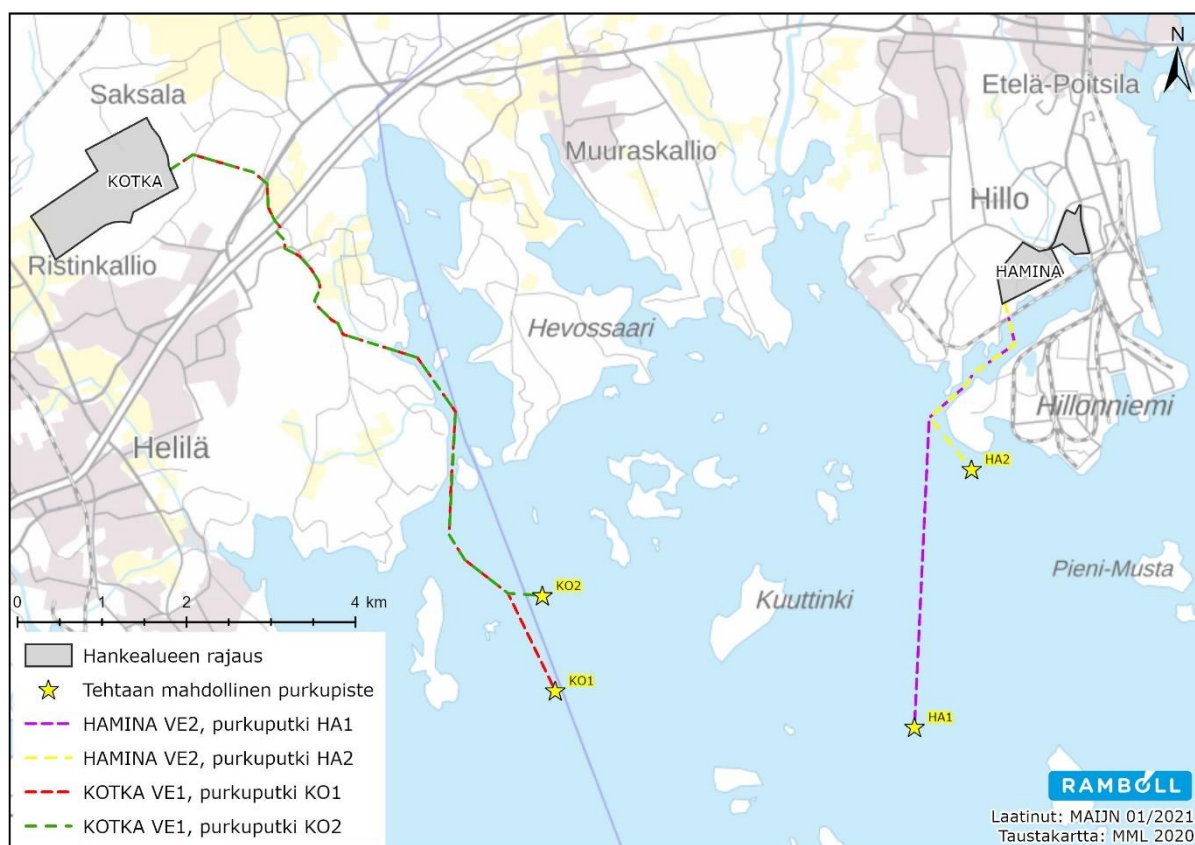 N
Saksala
Etelä-Poitsila
Muuraskallio
KOTKA
Hillo
Ristinkallio
HAMINA
Hevossaari
Hillonniemi
Helilä
HA2
Pieni-Musta
KO2
Kuuttinki
0 2 4 km
KO1
HA1
Hankealueen rajaus
Tehtaan mahdollinen purkupiste
HAMINA VE2, purkuputki HA1
HAMINA VE2, purkuputki HA2
KOTKA VE1, purkuputki KO1
KOTKA VE1, purkuputki KO2
RAMBOLL
Laatinut: MAIJN 01/2021
Taustakartta: MML 2020